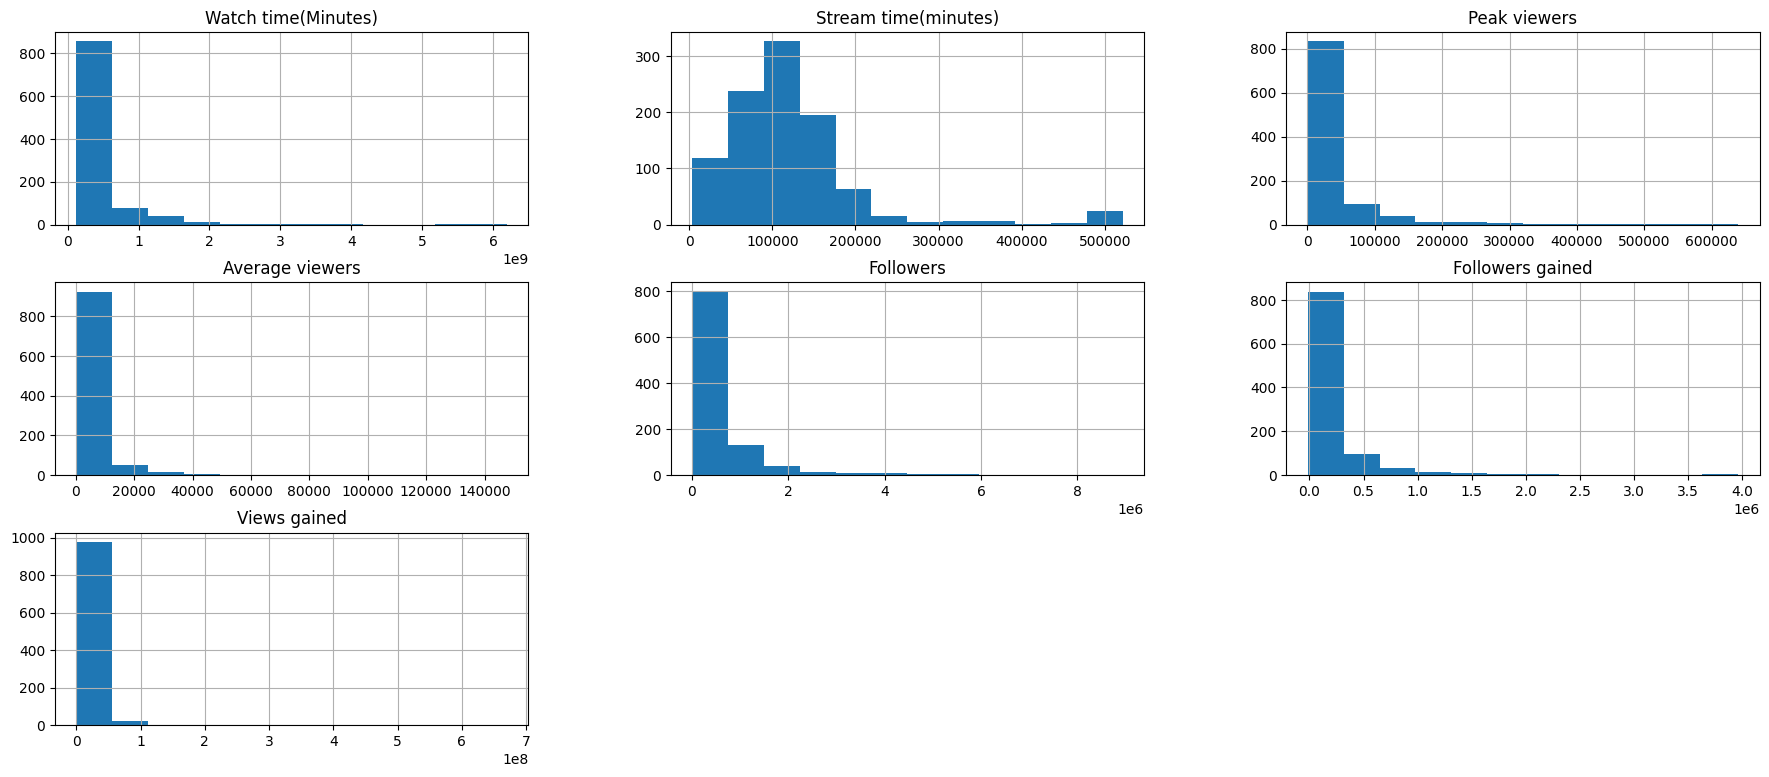 Watch time(Minutes)
800
600
400
200
0
0 1 2 3 4 5 6
1e9
Stream time(minutes)
300
200
100
0
0 100000 200000 300000 400000 500000
Peak viewers
800
600
400
200
0
0 100000 200000 300000 400000 500000 600000
Average viewers
800
600
400
200
0
0 20000 40000 60000 80000 100000 120000 140000
Followers
800
600
400
200
0
0 2 4 6 8
1e6
Followers gained
800
600
400
200
0
0.0 0.5 1.0 1.5 2.0 2.5 3.0 3.5 4.0
1e6
Views gained
1000
800
600
400
200
0
0 1 2 3 4 5 6 7
1e8